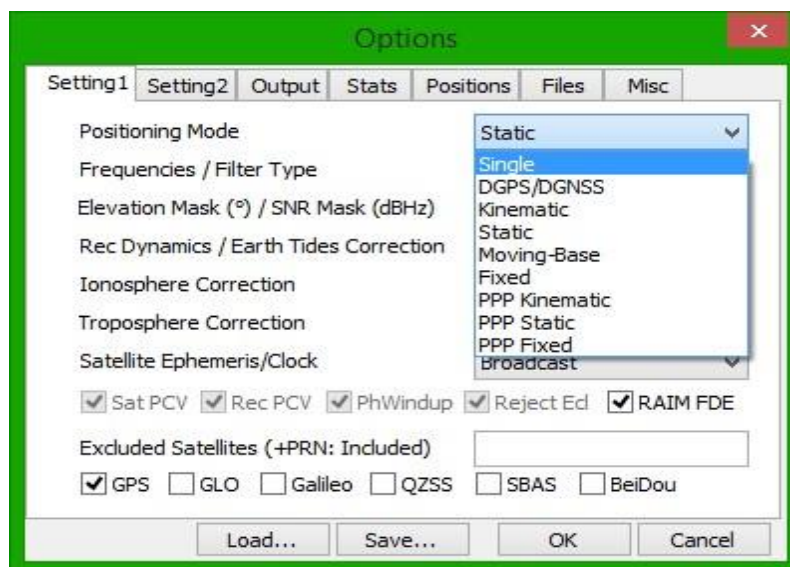 Options
Setting1 Setting2 Output Stats Positions Files Misc
Positioning Mode Static
Frequencies / Filter Type
Elevation Mask (°) / SNR Mask (dBHz)
Rec Dynamics / Earth Tides Correction
Ionosphere Correction
Troposphere Correction
Satellite Ephemeris/Clock
Single
DGPS/DGNSS
Kinematic
Static
Moving-Base
Fixed
PPP Kinematic
PPP Static
PPP Fixed
Broadcast
Sat PCV Rec PCV PhWindup Reject Ecl RAIM FDE
Excluded Satellites (+PRN: Included)
GPS GLO Galileo QZSS SBAS BeiDou
Load... Save... OK Cancel